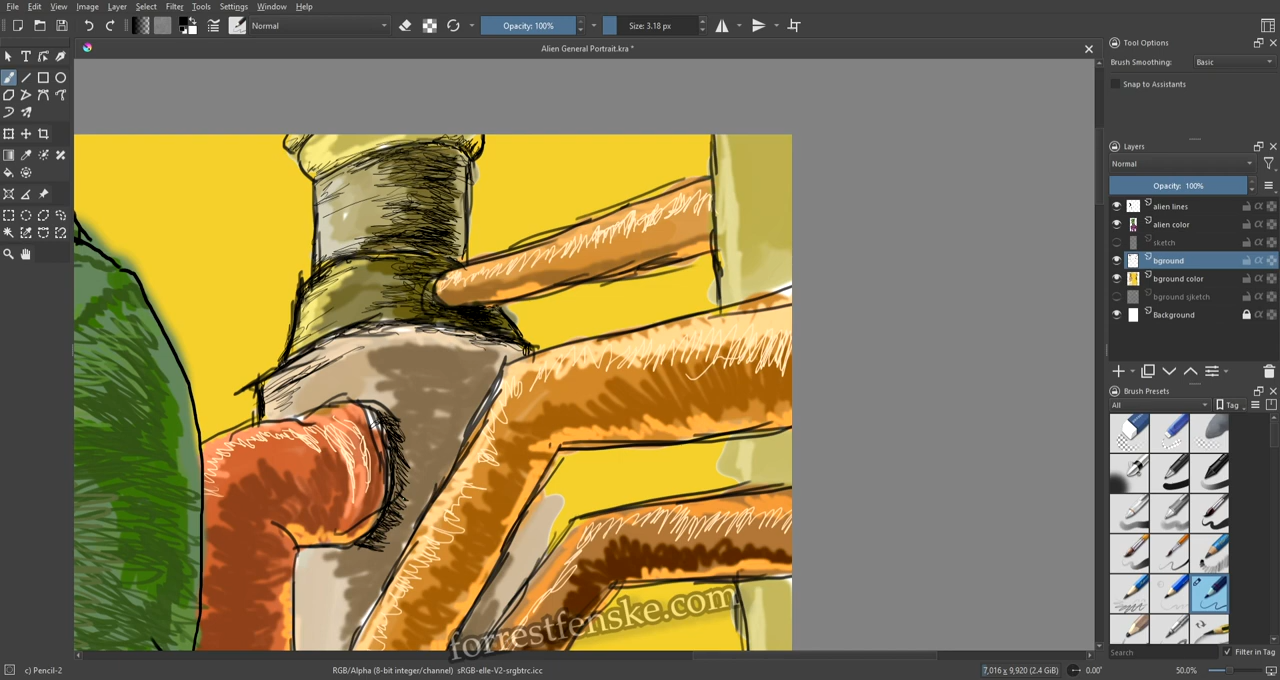 File Edit View Image Layer Select Filter Tools Settings Window Help
Normal Opacity: 100% Size: 3.18 px
Alien General Portrait.kra *
Tool Options
Brush Smoothing: Basic
Snap to Assistants
Layers
Normal
Opacity: 100%
alien lines
alien color
sketch
bground
bground color
bground sjketch
Background
Brush Presets
All Tag
forrestfenske.com
Search Filter in Tag
c) Pencil-2 RGB/Alpha (8-bit integer/channel) sRGB-elle-V2-srgbtrc.icc 7,016 x 9,920 (2.4 GiB) 0.00° 50.0%